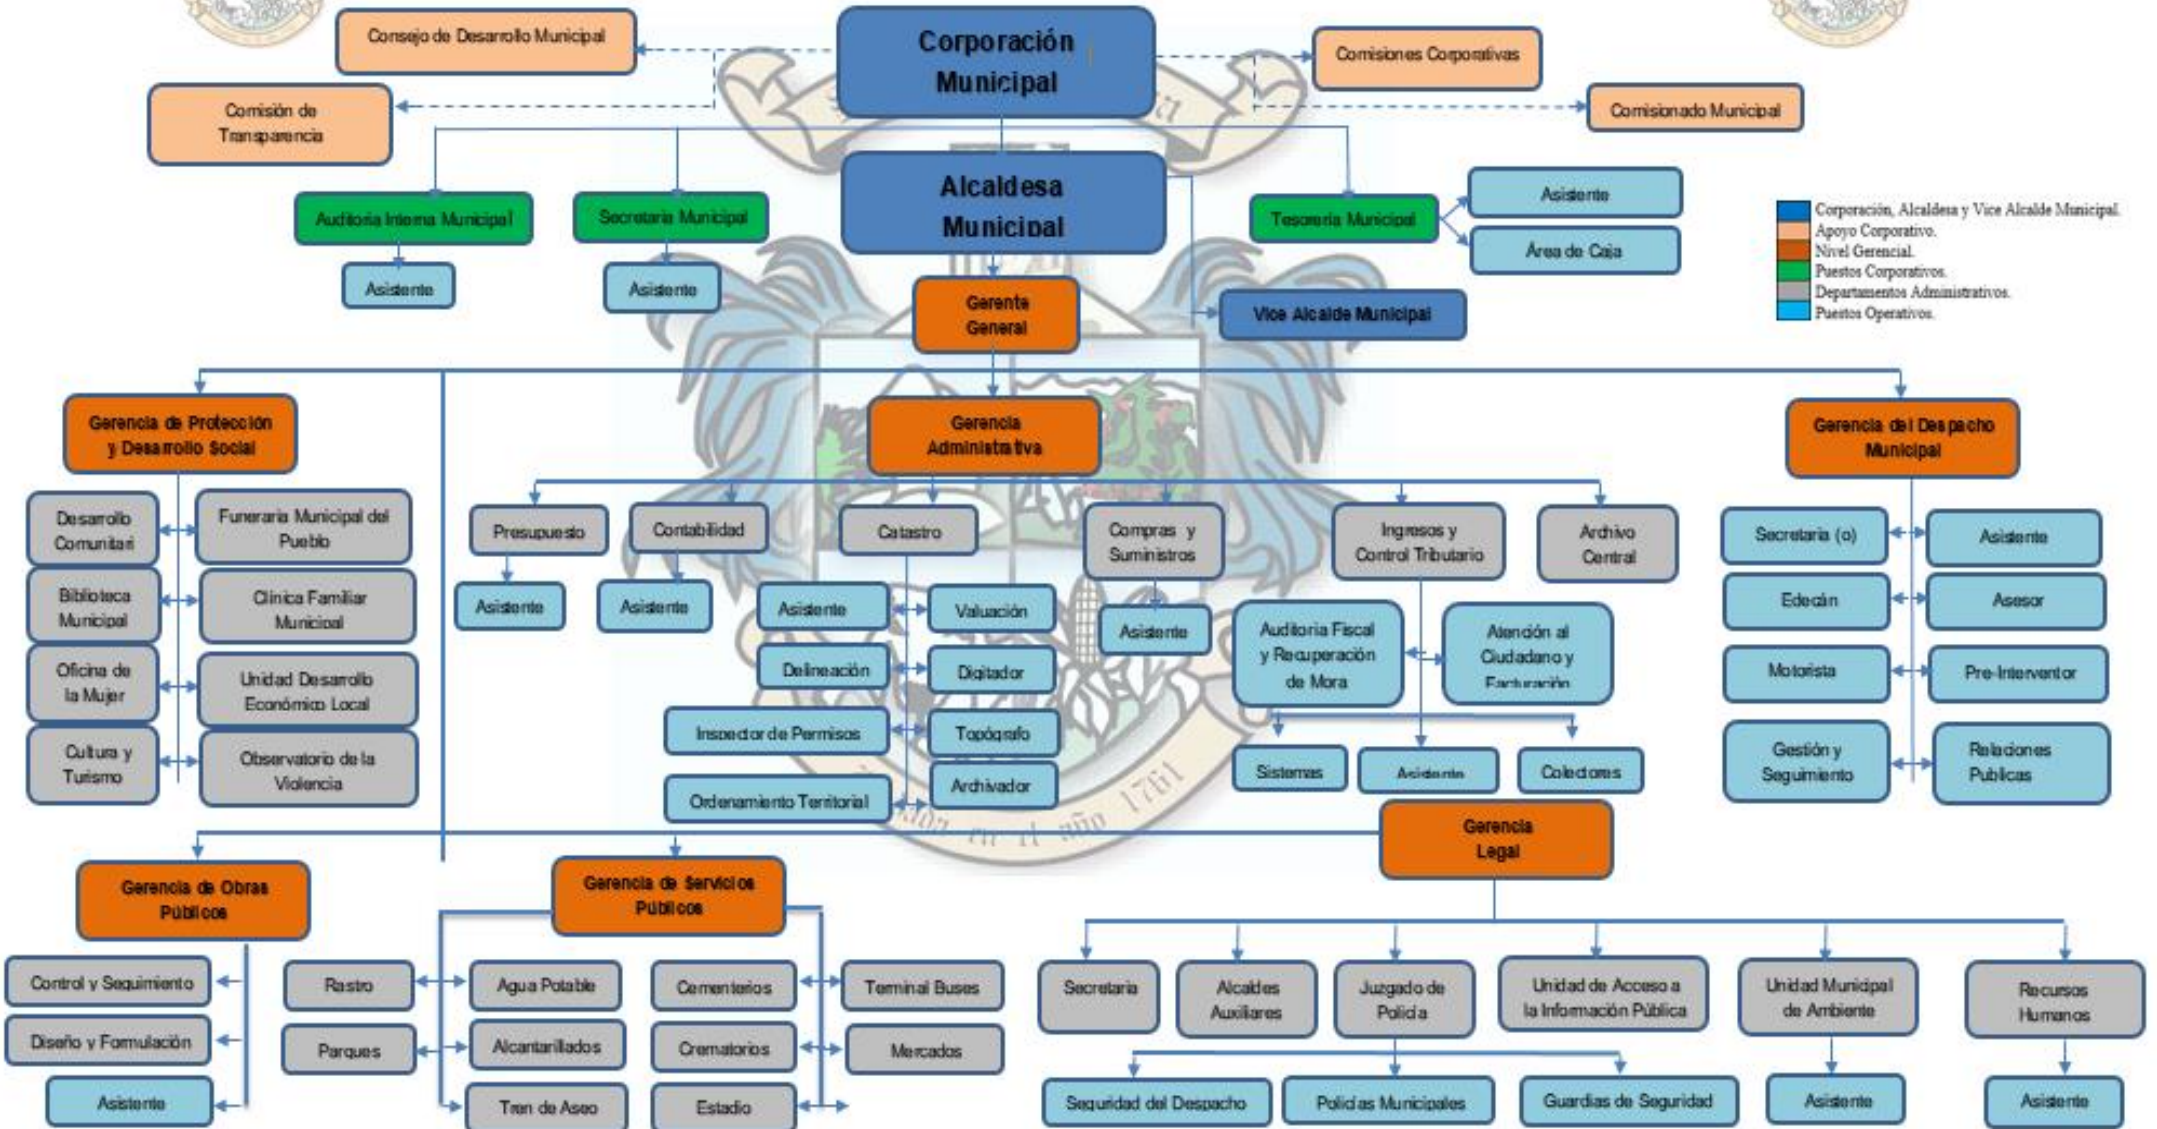 Consejo de Desarrollo Municipal
Corporación
Municipal
Comisiones Corporativas
Comisión de
Transparencia
Comisionado Municipal
Alcaldesa
Municipal
Auditoria Interna Municipal
Secretaria Municipal
Tesorería Municipal
Asistente
Área de Caja
Asistente
Asistente
Corporación, Alcaldesa y Vice Alcalde Municipal.
Apoyo Corporativo.
Nivel Gerencial.
Puestos Corporativos.
Departamentos Administrativos.
Puestos Operativos.
Gerente
General
Vice Alcalde Municipal
Gerencia de Protección
y Desarrollo Social
Gerencia
Administrativa
Gerencia del Despacho
Municipal
Desarrollo
Comunitari
Funeraria Municipal del
Pueblo
Biblioteca
Municipal
Clínica Familiar
Municipal
Oficina de
la Mujer
Unidad Desarrollo
Económico Local
Cultura y
Turismo
Observatorio de la
Violencia
Presupuesto
Asistente
Contabilidad
Asistente
Catastro
Asistente
Valuación
Delineación
Digitador
Inspector de Permisos
Topógrafo
Archivador
Ordenamiento Territorial
Compras y
Suministros
Asistente
Ingresos y
Control Tributario
Auditoria Fiscal
y Recuperación
de Mora
Atención al
Ciudadano y
Facturación
Sistemas
Asistente
Colectores
Archivo
Central
Secretaria (o)
Asistente
Edecán
Asesor
Motorista
Pre-Interventor
Gestión y
Seguimiento
Relaciones
Publicas
en el año 1761
Gerencia
Legal
Gerencia de Obras
Públicos
Gerencia de Servicios
Públicos
Control y Seguimiento
Diseño y Formulación
Asistente
Rastro
Agua Potable
Parques
Alcantarillados
Tren de Aseo
Cementerios
Terminal Buses
Crematorios
Mercados
Estadio
Secretaria
Alcaldes
Auxiliares
Juzgado de
Policía
Unidad de Acceso a
la Información Pública
Unidad Municipal
de Ambiente
Recursos
Humanos
Seguridad del Despacho
Policías Municipales
Guardias de Seguridad
Asistente
Asistente